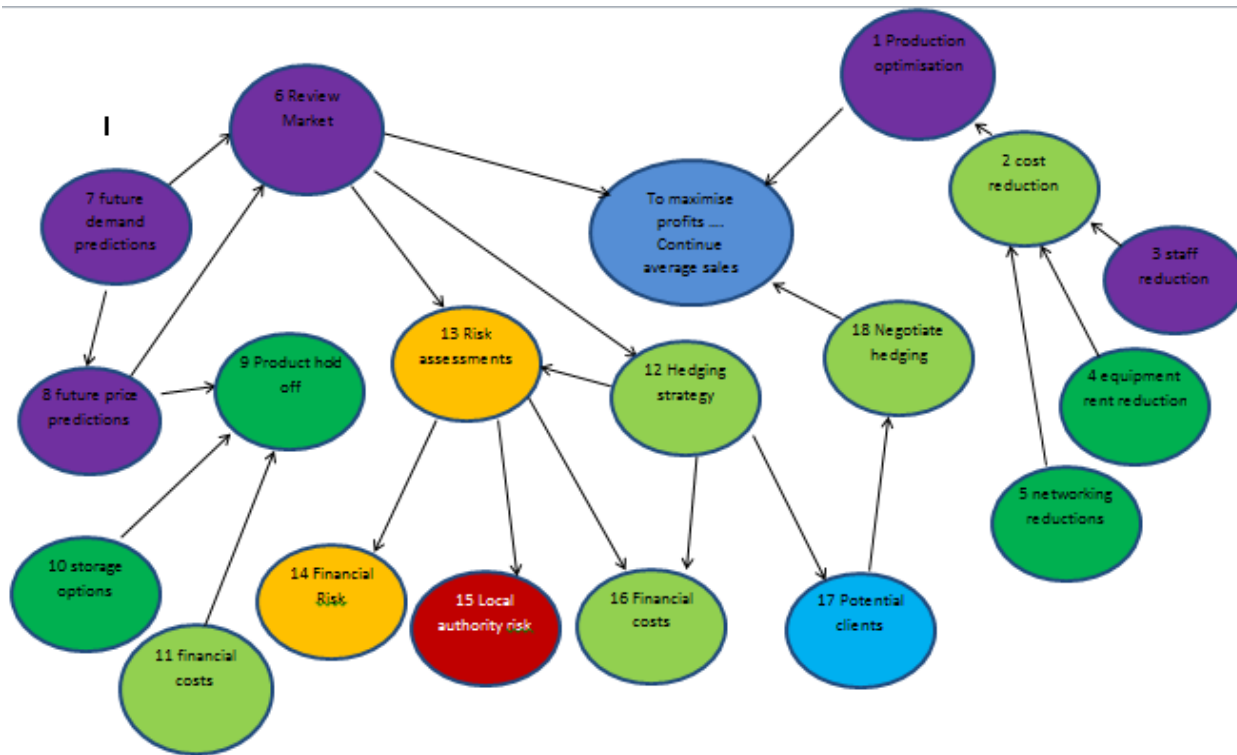 1 Production
optimisation
6 Review
Market
I
2 cost
reduction
7 future
demand
predictions
To maximise
profits ....
Continue
average sales
3 staff
reduction
13 Risk
assessments
18 Negotiate
hedging
9 Product hold
off
12 Hedging
strategy
8 future price
predictions
4 equipment
rent reduction
5 networking
reductions
10 storage
options
14 Financial
Risk
15 Local
authority risk
16 Financial
costs
17 Potential
clients
11 financial
costs